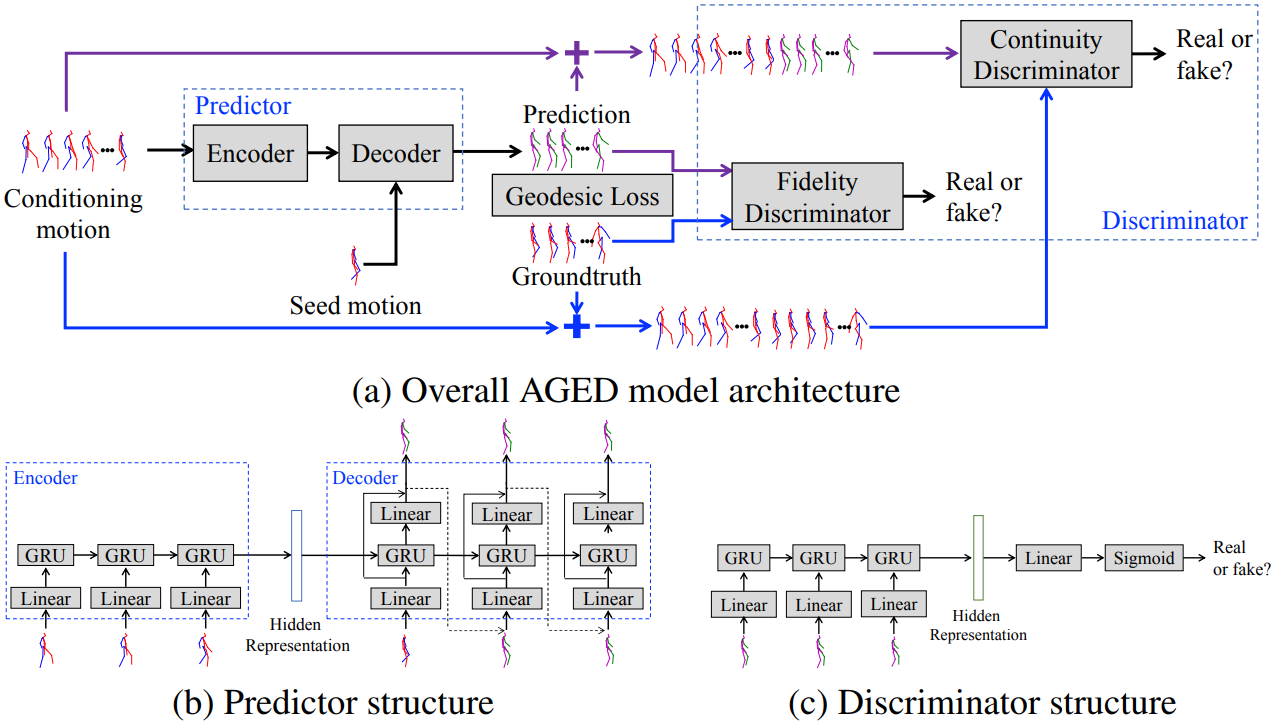 Continuity
Discriminator
Real or
fake?
Predictor
Encoder
Decoder
Prediction
Conditioning
motion
Geodesic Loss
Fidelity
Discriminator
Real or
fake?
Discriminator
Groundtruth
Seed motion
(a) Overall AGED model architecture
Encoder
GRU
GRU
GRU
Linear
Linear
Linear
Hidden
Representation
Decoder
Linear
Linear
Linear
GRU
GRU
GRU
Linear
Linear
Linear
(b) Predictor structure
GRU
GRU
GRU
Linear
Linear
Linear
Hidden
Representation
Linear
Sigmoid
Real
or fake?
(c) Discriminator structure